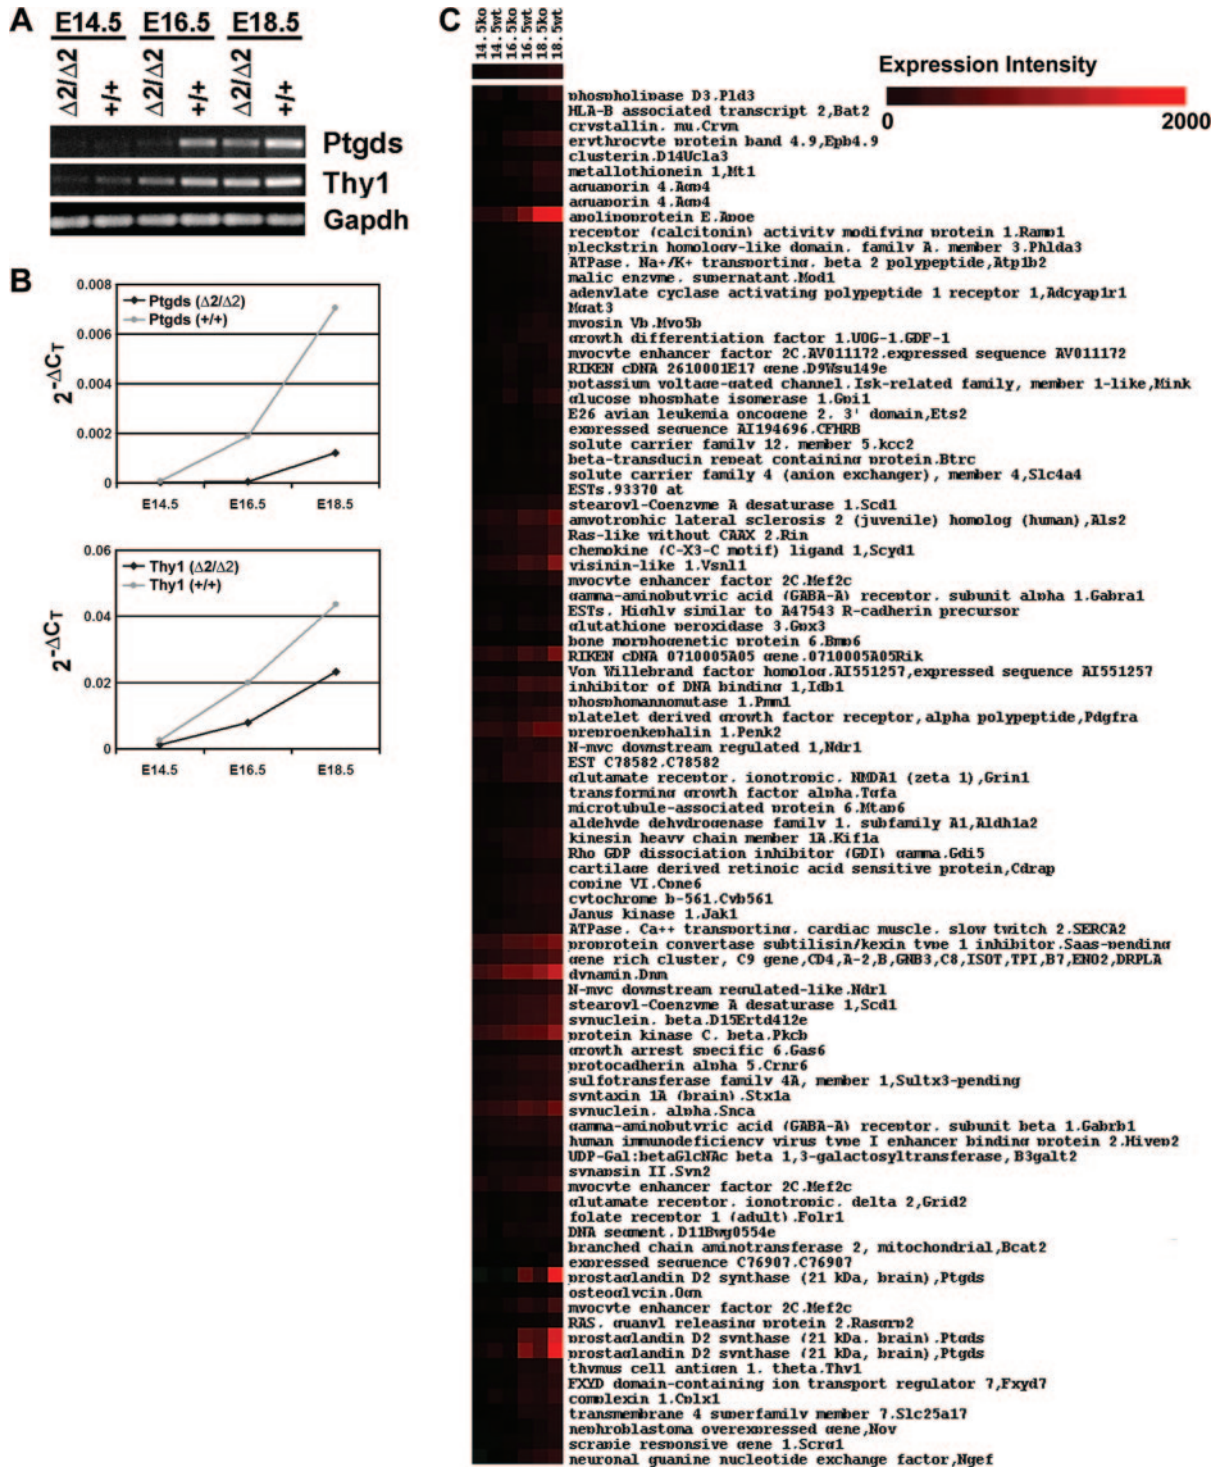 A
E14.5 E16.5 E18.5
Δ2/Δ2 +/+ Δ2/Δ2 +/+ Δ2/Δ2 +/+
Ptgds
Thy1
Gapdh
B
0.008
0.006
0.004
0.002
0
2^-ΔCT
Ptgds (Δ2/Δ2)
Ptgds (+/+)
E14.5 E16.5 E18.5
0.06
0.04
0.02
0
2^-ΔCT
Thy1 (Δ2/Δ2)
Thy1 (+/+)
E14.5 E16.5 E18.5
C
14.5ko 14.5wt 16.5ko 16.5wt 18.5ko 18.5wt
Expression Intensity
0 2000
phospholipase D3.Pld3
HLA-B associated transcript 2,Bat2
crystallin. mu.Crym
erythrocyte protein band 4.9,Epb4.9
clusterin.D14Ucla3
metallothionein 1,Mt1
aquaporin 4.Aqp4
aquaporin 4.Aqp4
apolipoprotein E.Apoe
receptor (calcitonin) activity modifying protein 1.Ramp1
pleckstrin homology-like domain. family A. member 3.Phlda3
ATPase. Na+/K+ transporting. beta 2 polypeptide,Atp1b2
malic enzyme. supernatant.Mod1
adenylate cyclase activating polypeptide 1 receptor 1,Adcyap1r1
Mgat3
myosin Vb.Myo5b
growth differentiation factor 1.UOG-1.GDF-1
myocyte enhancer factor 2C.AV011172.expressed sequence AV011172
RIKEN cDNA 2610001E17 gene.D9Wsu149e
potassium voltage-gated channel.Isk-related family, member 1-like,Mink
glucose phosphate isomerase 1.Gpi1
E26 avian leukemia oncogene 2. 3' domain,Ets2
expressed sequence AI194696.CFHRB
solute carrier family 12. member 5.kcc2
beta-transducin repeat containing protein.Btrc
solute carrier family 4 (anion exchanger), member 4,Slc4a4
ESTs.93370 at
stearoyl-Coenzyme A desaturase 1.Scd1
amyotrophic lateral sclerosis 2 (juvenile) homolog (human),Als2
Ras-like without CAAX 2.Rin
chemokine (C-X3-C motif) ligand 1,Scyd1
visinin-like 1.Vsnl1
myocyte enhancer factor 2C.Mef2c
gamma-aminobutyric acid (GABA-A) receptor. subunit alpha 1.Gabra1
ESTs. Highly similar to A47543 R-cadherin precursor
glutathione peroxidase 3.Gpx3
bone morphogenetic protein 6.Bmp6
RIKEN cDNA 0710005A05 gene.0710005A05Rik
Von Willebrand factor homolog.AI551257,expressed sequence AI551257
inhibitor of DNA binding 1,Idb1
phosphomannomutase 1.Pmm1
platelet derived growth factor receptor,alpha polypeptide,Pdgfra
preproenkephalin 1.Penk2
N-myc downstream regulated 1,Ndr1
EST C78582.C78582
glutamate receptor. ionotropic. NMDA1 (zeta 1),Grin1
transforming growth factor alpha.Tgfa
microtubule-associated protein 6.Mtap6
aldehyde dehydrogenase family 1. subfamily A1,Aldh1a2
kinesin heavy chain member 1A.Kif1a
Rho GDP dissociation inhibitor (GDI) gamma.Gdi5
cartilage derived retinoic acid sensitive protein,Cdrap
copine VI.Cpne6
cytochrome b-561.Cyb561
Janus kinase 1.Jak1
ATPase. Ca++ transporting. cardiac muscle. slow twitch 2.SERCA2
proprotein convertase subtilisin/kexin type 1 inhibitor.Saas-pending
gene rich cluster, C9 gene,CD4,A-2,B,GNB3,C8,ISOT,TPI,B7,ENO2,DRPLA
dynamin.Dnm
N-myc downstream regulated-like.Ndrl
stearoyl-Coenzyme A desaturase 1,Scd1
synuclein. beta.D15Ertd412e
protein kinase C. beta.Pkcb
growth arrest specific 6.Gas6
protocadherin alpha 5.Crnr6
sulfotransferase family 4A, member 1,Sultx3-pending
syntaxin 1A (brain).Stx1a
synuclein. alpha.Snca
gamma-aminobutyric acid (GABA-A) receptor. subunit beta 1.Gabrb1
human immunodeficiency virus type I enhancer binding protein 2.Hivep2
UDP-Gal:betaGlcNAc beta 1,3-galactosyltransferase,B3galt2
synapsin II.Syn2
myocyte enhancer factor 2C.Mef2c
glutamate receptor. ionotropic. delta 2,Grid2
folate receptor 1 (adult).Folr1
DNA segment.D11Bwg0554e
branched chain aminotransferase 2, mitochondrial,Bcat2
expressed sequence C76907.C76907
prostaglandin D2 synthase (21 kDa, brain),Ptgds
osteoglycin.Ogn
myocyte enhancer factor 2C.Mef2c
RAS. guanyl releasing protein 2.Rasgrp2
prostaglandin D2 synthase (21 kDa. brain).Ptgds
prostaglandin D2 synthase (21 kDa, brain),Ptgds
thymus cell antigen 1. theta.Thy1
FXYD domain-containing ion transport regulator 7,Fxyd7
complexin 1.Cplx1
transmembrane 4 superfamily member 7.Slc25a17
nephroblastoma overexpressed gene,Nov
scrapie responsive gene 1.Scrg1
neuronal guanine nucleotide exchange factor,Ngef